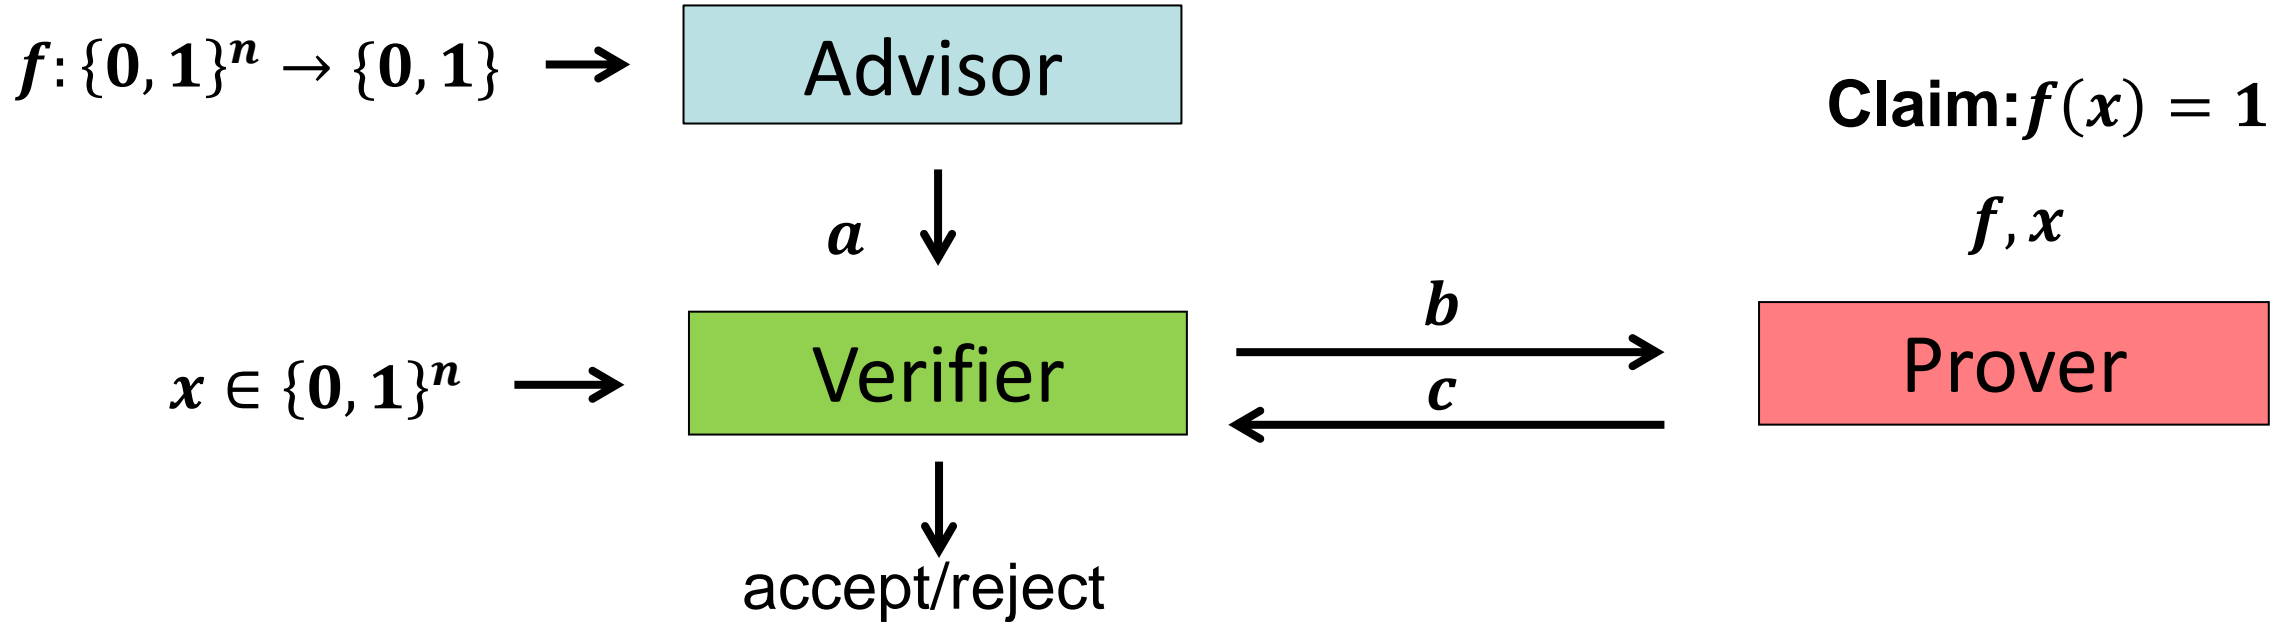 f: {0, 1}ⁿ → {0, 1}
Advisor
Claim: f(x) = 1
a
f, x
b
x ∈ {0, 1}ⁿ
Verifier
c
Prover
accept/reject